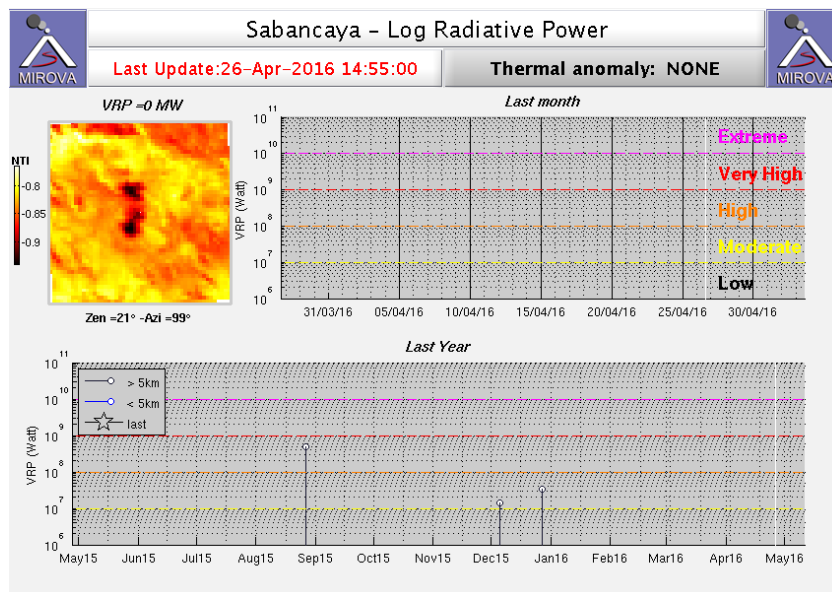 Sabancaya – Log Radiative Power
MIROVA
Last Update:26-Apr-2016 14:55:00
Thermal anomaly: NONE
MIROVA
VRP =0 MW
NTI
-0.8
-0.85
-0.9
Zen =21° -Azi =99°
Last month
VRP (Watt)
10^11
10^10
10^9
10^8
10^7
10^6
Extreme
Very High
High
Moderate
Low
31/03/16 05/04/16 10/04/16 15/04/16 20/04/16 25/04/16 30/04/16
Last Year
VRP (Watt)
10^11
10^10
10^9
10^8
10^7
10^6
> 5km
< 5km
last
May15 Jun15 Jul15 Aug15 Sep15 Oct15 Nov15 Dec15 Jan16 Feb16 Mar16 Apr16 May16